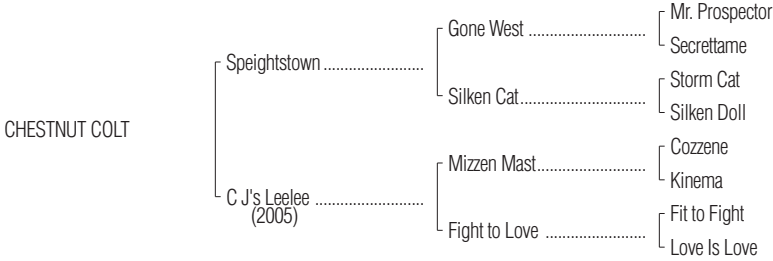 Mr. Prospector
Gone West ............................
Secrettame
Speightstown ........................
Storm Cat
Silken Cat..............................
Silken Doll
CHESTNUT COLT
Cozzene
Mizzen Mast..........................
Kinema
C J's Leelee ..........................
(2005)
Fit to Fight
Fight to Love ........................
Love Is Love